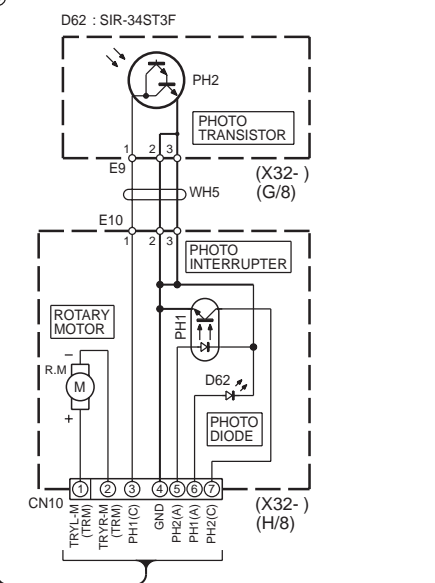 D62 : SIR-34ST3F
PH2
PHOTO
TRANSISTOR
1 2 3
E9
(X32- )
(G/8)
WH5
E10
1 2 3
PHOTO
INTERRUPTER
ROTARY
MOTOR
PH1
−
R.M
M
D62
+
PHOTO
DIODE
CN10
1 2 3 4 5 6 7
(X32- )
(H/8)
TRYL-M
(TRM)
TRYR-M
(TRM)
PH1(C)
GND
PH2(A)
PH1(A)
PH2(C)